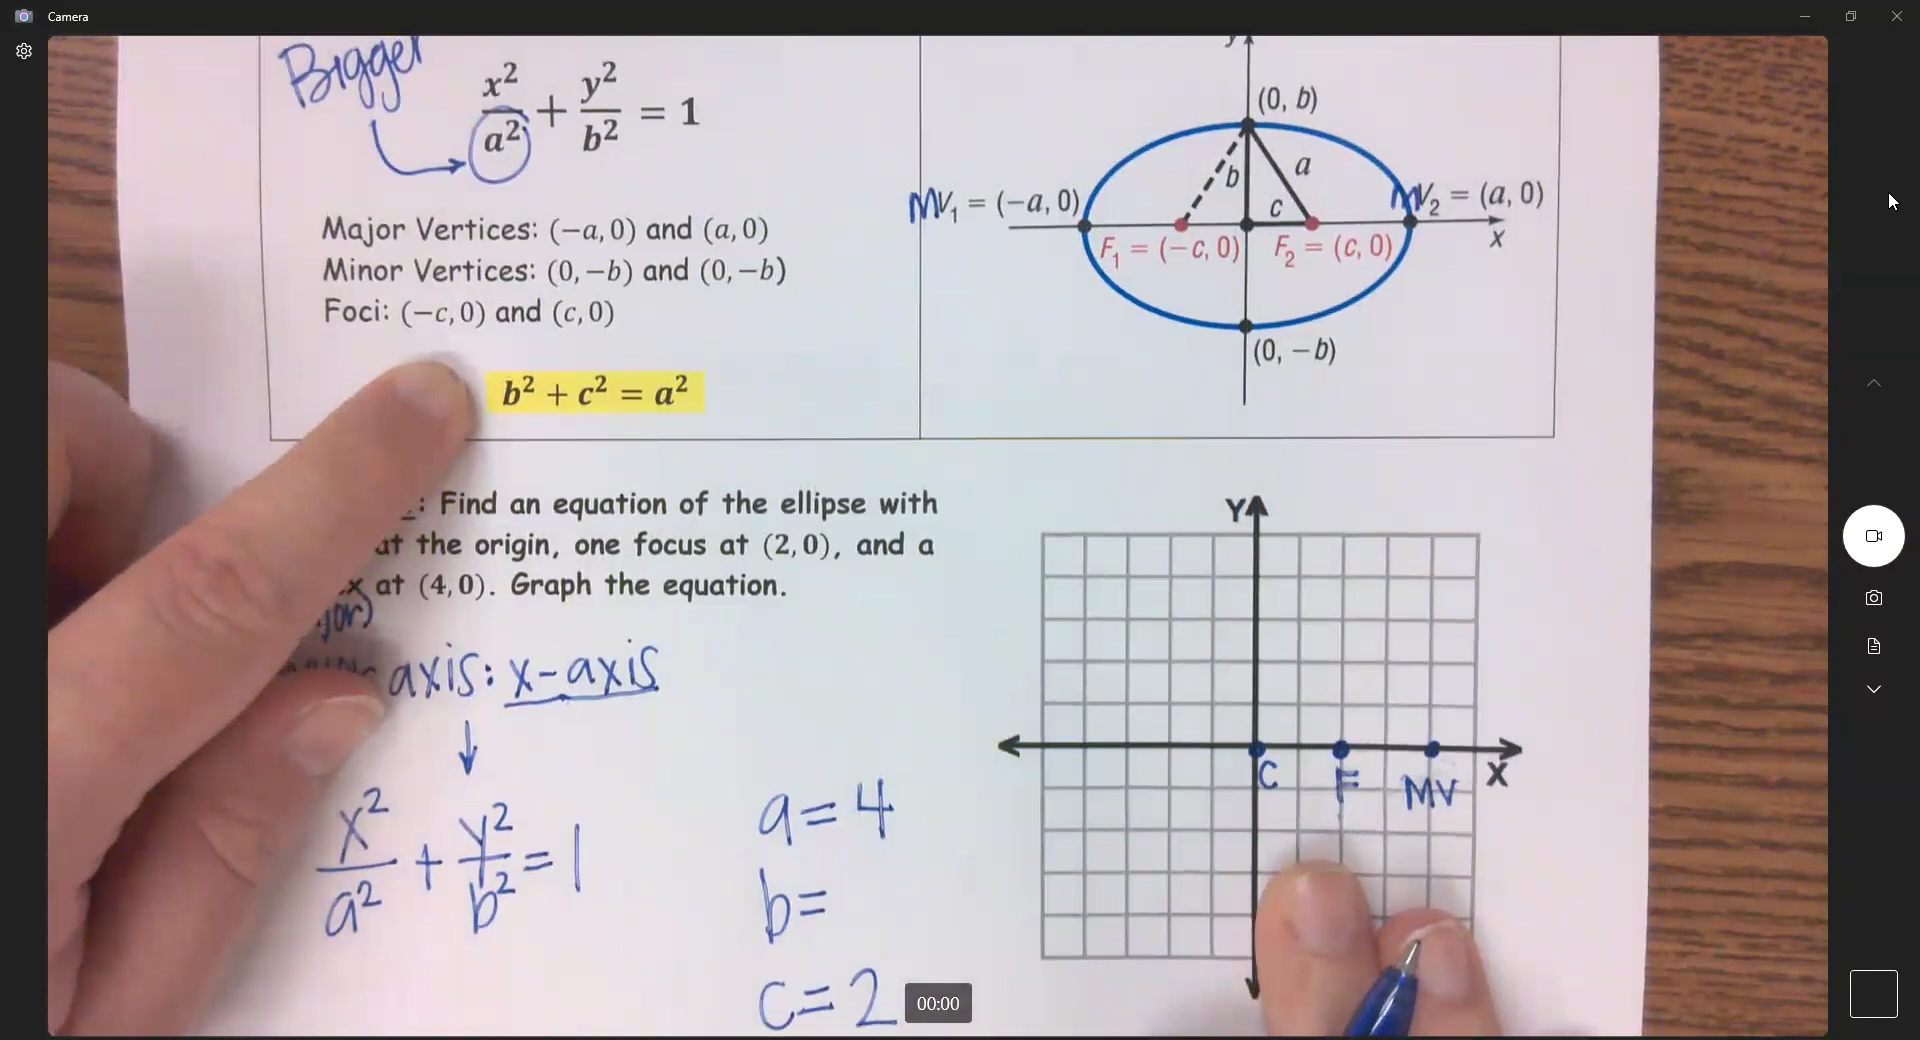 Camera
Bigger
x² / a² + y² / b² = 1
Major Vertices: (−a, 0) and (a, 0)
Minor Vertices: (0, −b) and (0, −b)
Foci: (−c, 0) and (c, 0)
b² + c² = a²
y
(0, b)
b
a
c
MV₁ = (−a, 0)
MV₂ = (a, 0)
F₁ = (−c, 0)
F₂ = (c, 0)
x
(0, −b)
: Find an equation of the ellipse with
at the origin, one focus at (2, 0), and a
x at (4, 0). Graph the equation.
jor)
axis: x-axis
x² / a² + y² / b² = 1
a = 4
b =
c = 2
Y
X
C
F
MV
00:00